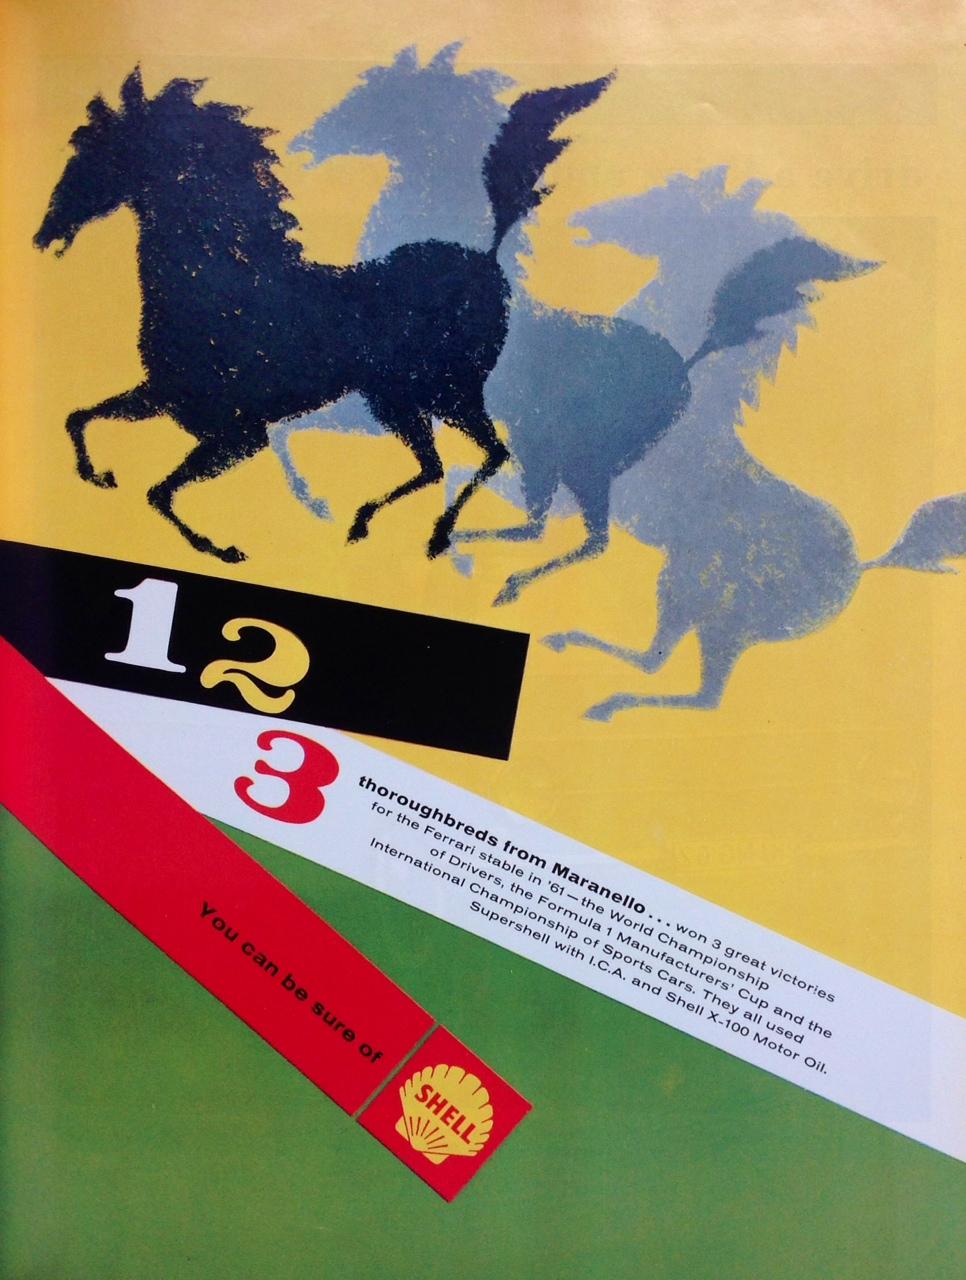 1 2
3
thoroughbreds from Maranello... won 3 great victories
for the Ferrari stable in '61—the World Championship
of Drivers, the Formula 1 Manufacturers' Cup and the
International Championship of Sports Cars. They all used
Supershell with I.C.A. and Shell X-100 Motor Oil.
You can be sure of
SHELL